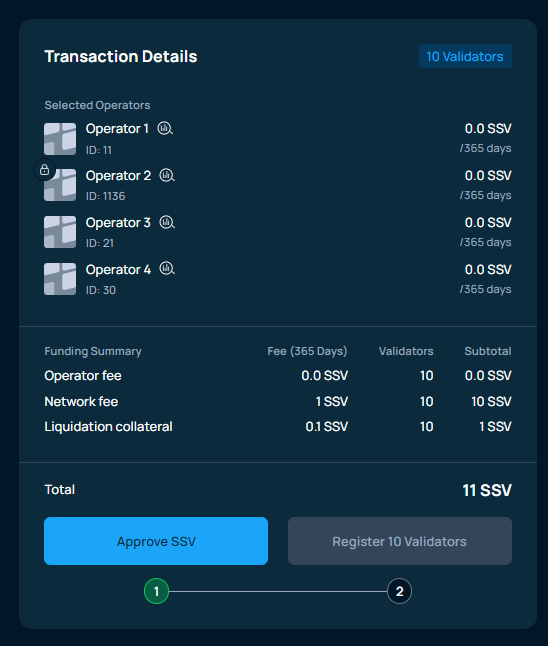 Transaction Details 10 Validators
Selected Operators
Operator 1 0.0 SSV
ID: 11 /365 days
Operator 2 0.0 SSV
ID: 1136 /365 days
Operator 3 0.0 SSV
ID: 21 /365 days
Operator 4 0.0 SSV
ID: 30 /365 days
Funding Summary Fee (365 Days) Validators Subtotal
Operator fee 0.0 SSV 10 0.0 SSV
Network fee 1 SSV 10 10 SSV
Liquidation collateral 0.1 SSV 10 1 SSV
Total 11 SSV
Approve SSV Register 10 Validators
1 2